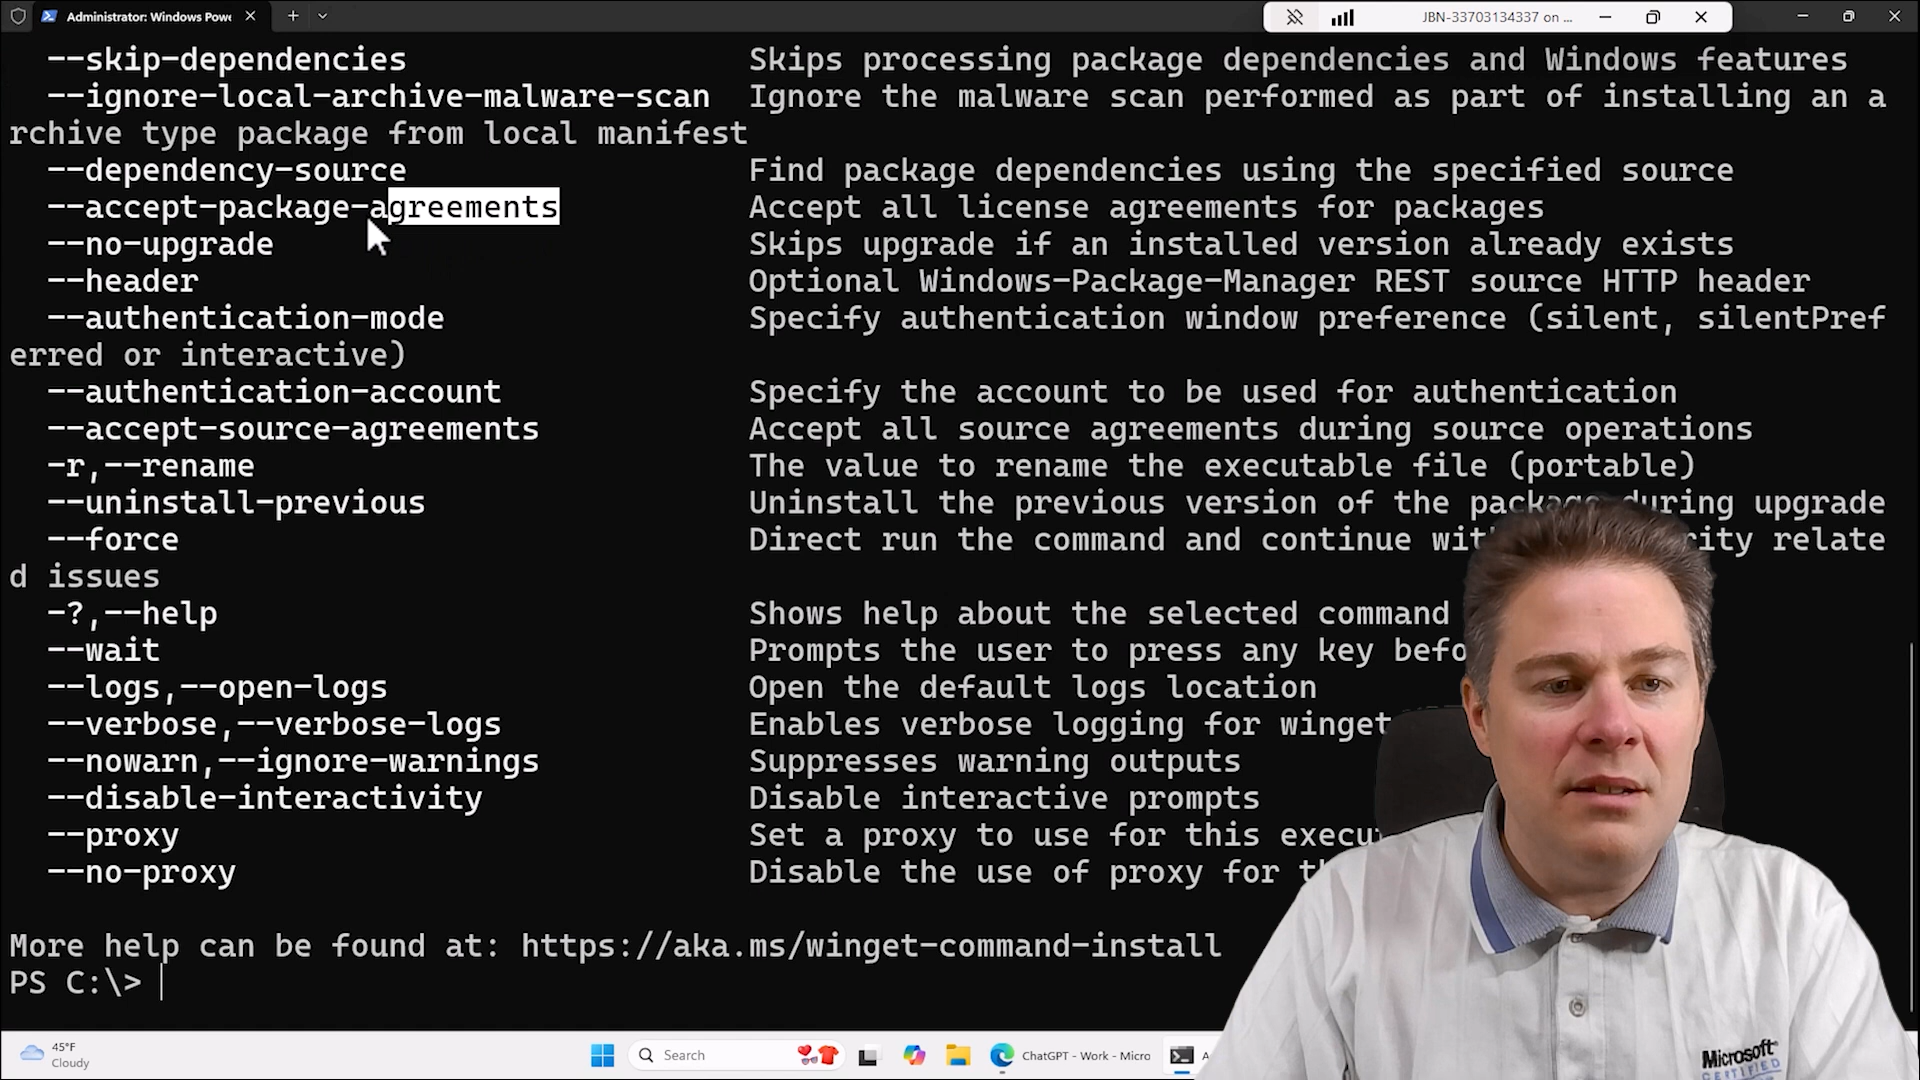 Administrator: Windows Powe
JBN-33703134337 on ...
--skip-dependencies Skips processing package dependencies and Windows features
--ignore-local-archive-malware-scan Ignore the malware scan performed as part of installing an a
rchive type package from local manifest
--dependency-source Find package dependencies using the specified source
--accept-package-agreements Accept all license agreements for packages
--no-upgrade Skips upgrade if an installed version already exists
--header Optional Windows-Package-Manager REST source HTTP header
--authentication-mode Specify authentication window preference (silent, silentPref
erred or interactive)
--authentication-account Specify the account to be used for authentication
--accept-source-agreements Accept all source agreements during source operations
-r,--rename The value to rename the executable file (portable)
--uninstall-previous Uninstall the previous version of the package during upgrade
--force Direct run the command and continue with relate
d issues
-?,--help Shows help about the selected command
--wait Prompts the user to press any key
--logs,--open-logs Open the default logs location
--verbose,--verbose-logs Enables verbose logging for winget
--nowarn,--ignore-warnings Suppresses warning outputs
--disable-interactivity Disable interactive prompts
--proxy Set a proxy to use for this
--no-proxy Disable the use of proxy for
More help can be found at: https://aka.ms/winget-command-install
PS C:\>
45°F
Cloudy
Search
ChatGPT - Work - Micro
A
Microsoft
CERTIFIED